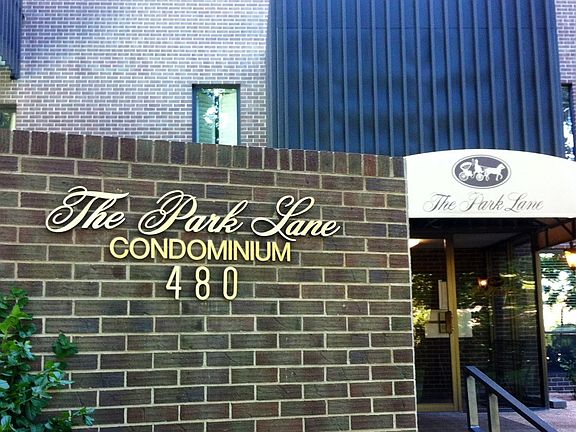 The Park Lane
CONDOMINIUM
480
The Park Lane